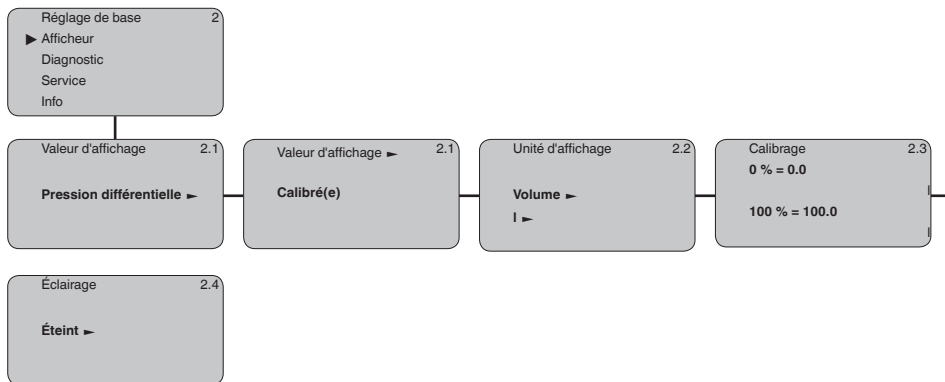 Réglage de base 2
▶ Afficheur
Diagnostic
Service
Info
Valeur d'affichage 2.1
Pression différentielle ►
Valeur d'affichage ► 2.1
Calibré(e)
Unité d'affichage 2.2
Volume ►
l ►
Calibrage 2.3
0 % = 0.0
l
100 % = 100.0
l
Éclairage 2.4
Éteint ►